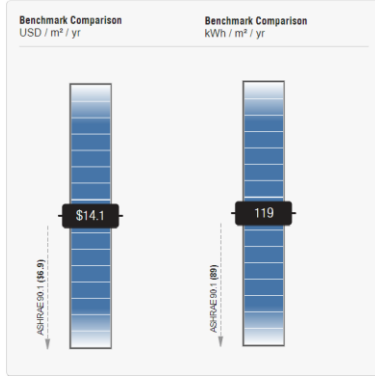 Benchmark Comparison
USD / m² / yr
Benchmark Comparison
kWh / m² / yr
$14.1
119
ASHRAE 90.1 ($6.9)
ASHRAE 90.1 (89)